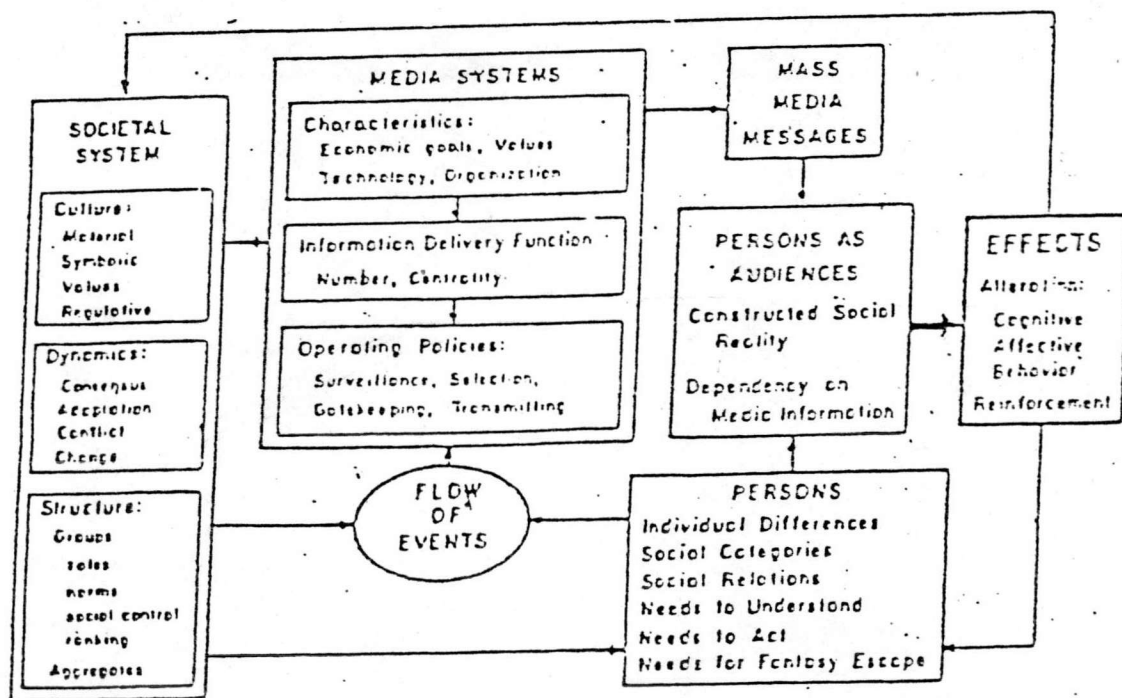 SOCIETAL
SYSTEM
Culture:
Material
Symbolic
Values
Regulative
Dynamics:
Consensus
Adaptation
Conflict
Change
Structure:
Groups
roles
norms
social control
ranking
Aggregates
MEDIA SYSTEMS
Characteristics:
Economic goals, Values
Technology, Organization
Information Delivery Function
Number, Centrality
Operating Policies:
Surveillance, Selection,
Gatekeeping, Transmitting
FLOW
OF
EVENTS
MASS
MEDIA
MESSAGES
PERSONS AS
AUDIENCES
Constructed Social
Reality
Dependency on
Media Information
PERSONS
Individual Differences
Social Categories
Social Relations
Needs to Understand
Needs to Act
Needs for Fantasy Escape
EFFECTS
Alteration:
Cognitive
Affective
Behavior
Reinforcement